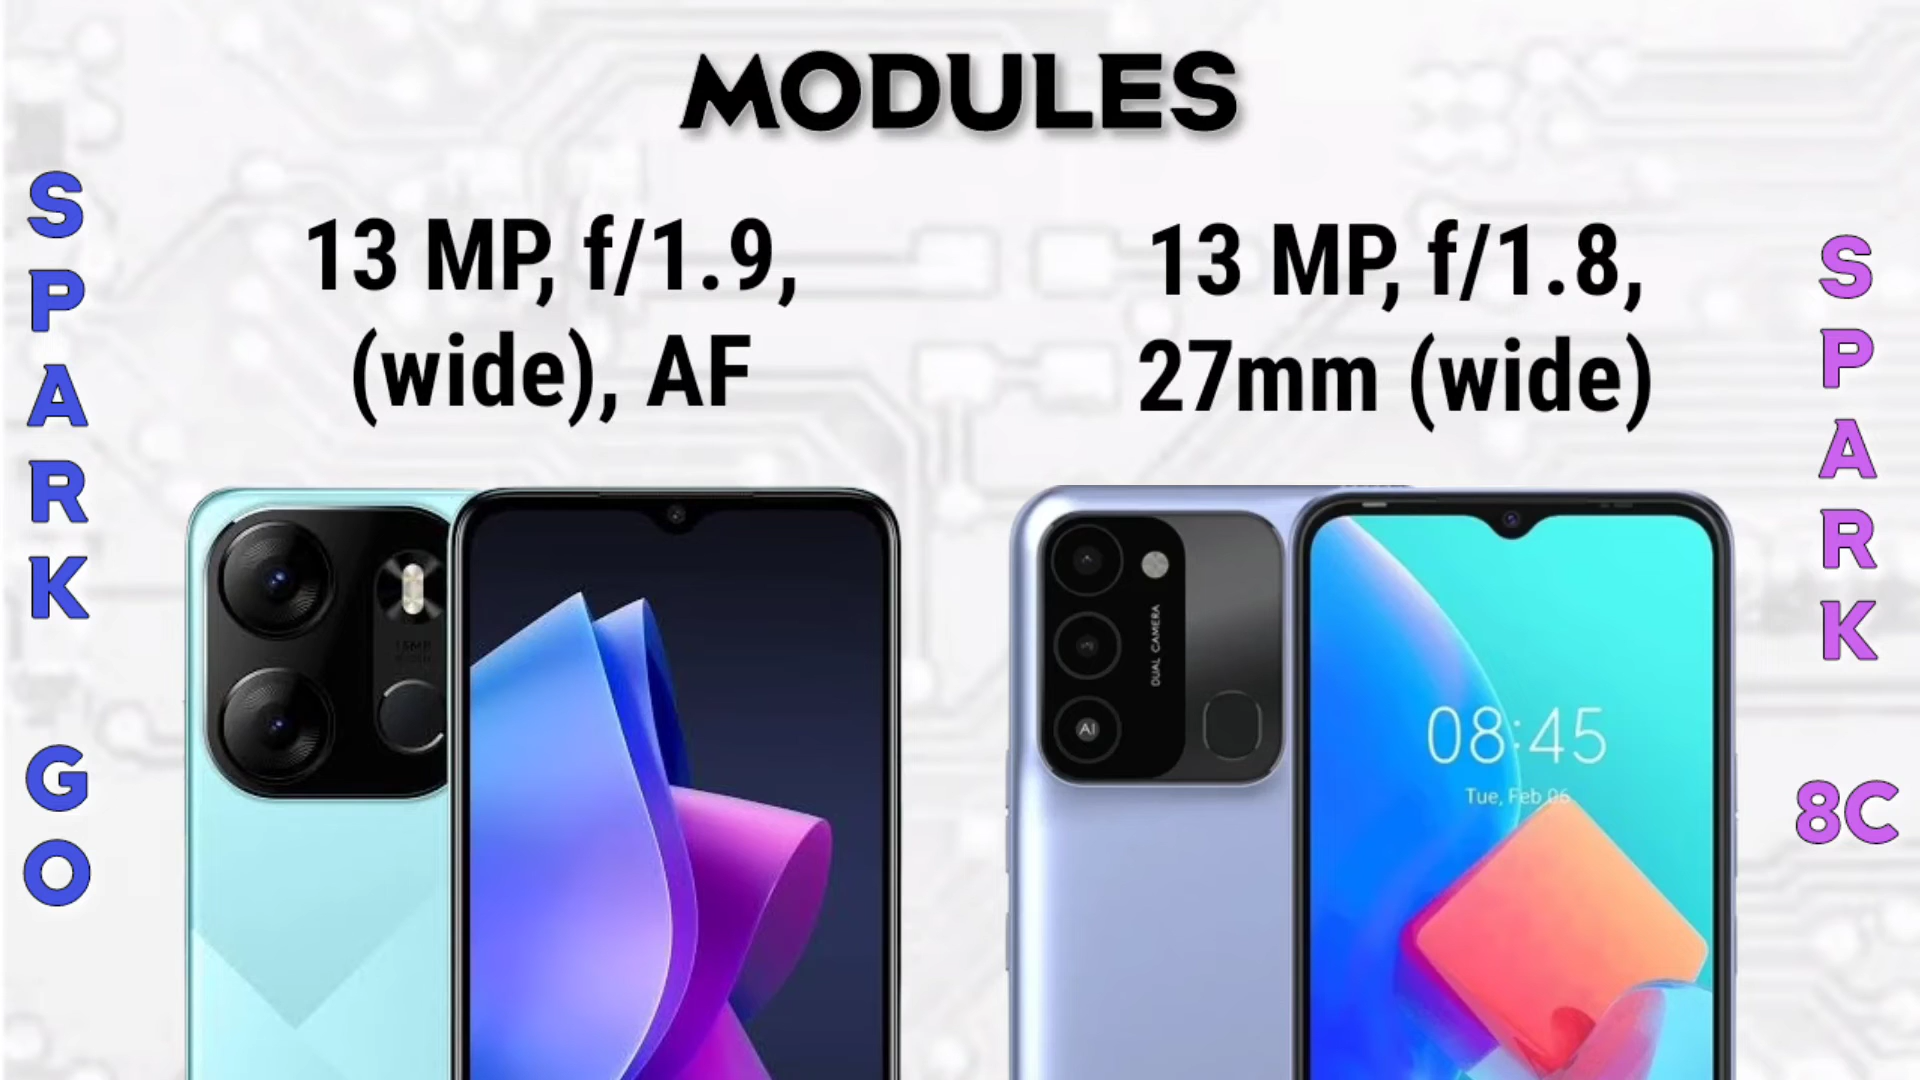 MODULES
SPARK GO
13 MP, f/1.9,
(wide), AF
13 MP, f/1.8,
27mm (wide)
SPARK 8C
DUAL CAMERA
AI
08:45
Tue, Feb 06